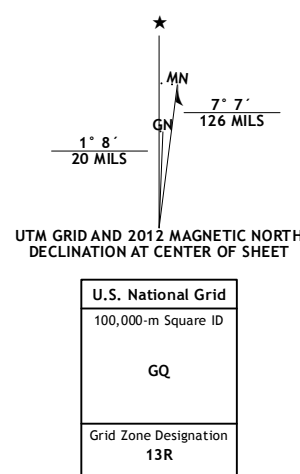 ★
MN
7° 7´
126 MILS
GN
1° 8´
20 MILS
UTM GRID AND 2012 MAGNETIC NORTH
DECLINATION AT CENTER OF SHEET
U.S. National Grid
100,000-m Square ID
GQ
Grid Zone Designation
13R